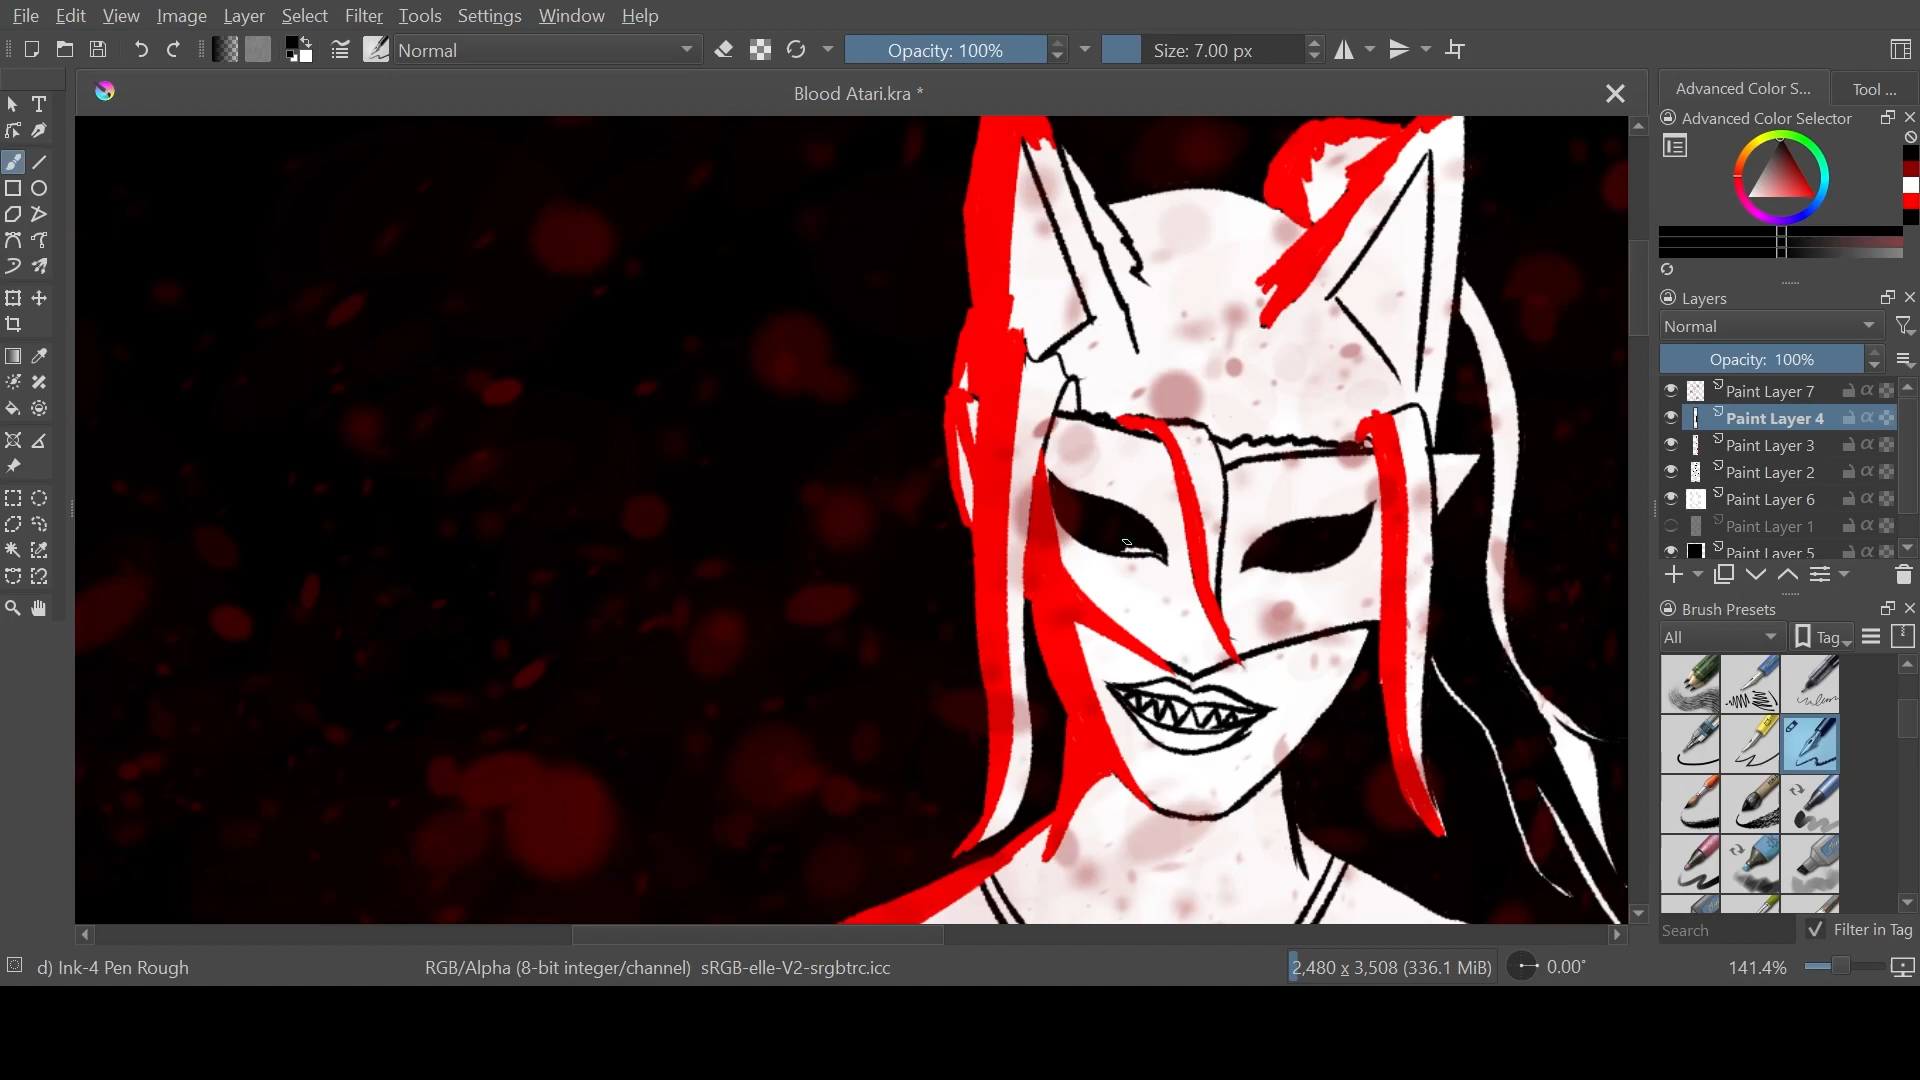 File Edit View Image Layer Select Filter Tools Settings Window Help
Normal Opacity: 100% Size: 7.00 px
Blood Atari.kra *
Advanced Color S... Tool ...
Advanced Color Selector
Layers
Normal
Opacity: 100%
Paint Layer 7
Paint Layer 4
Paint Layer 3
Paint Layer 2
Paint Layer 6
Paint Layer 1
Paint Layer 5
Brush Presets
All Tag
Search Filter in Tag
d) Ink-4 Pen Rough RGB/Alpha (8-bit integer/channel) sRGB-elle-V2-srgbtrc.icc 2,480 x 3,508 (336.1 MiB) 0.00° 141.4%